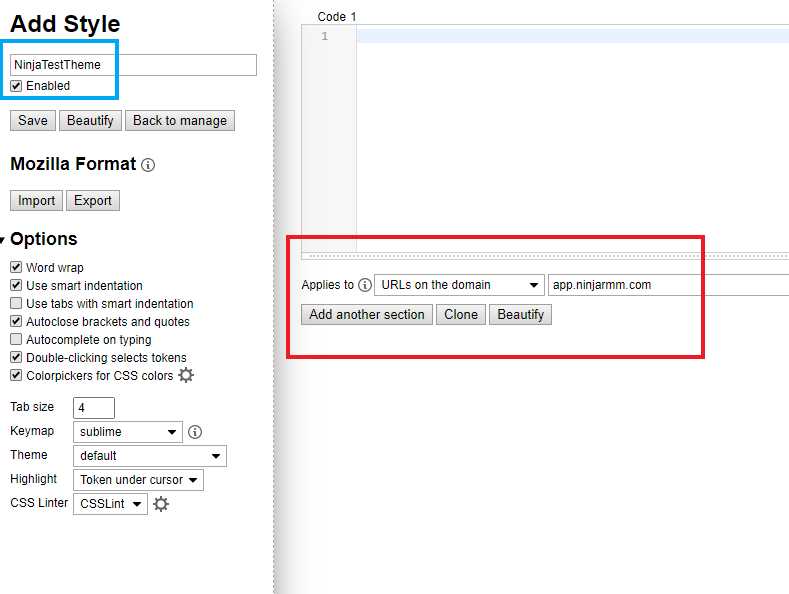 Add Style
NinjaTestTheme
Enabled
Save Beautify Back to manage
Mozilla Format
Import Export
Options
Word wrap
Use smart indentation
Use tabs with smart indentation
Autoclose brackets and quotes
Autocomplete on typing
Double-clicking selects tokens
Colorpickers for CSS colors
Tab size 4
Keymap sublime
Theme default
Highlight Token under cursor
CSS Linter CSSLint
Code 1
1
Applies to URLs on the domain app.ninjarmm.com
Add another section Clone Beautify